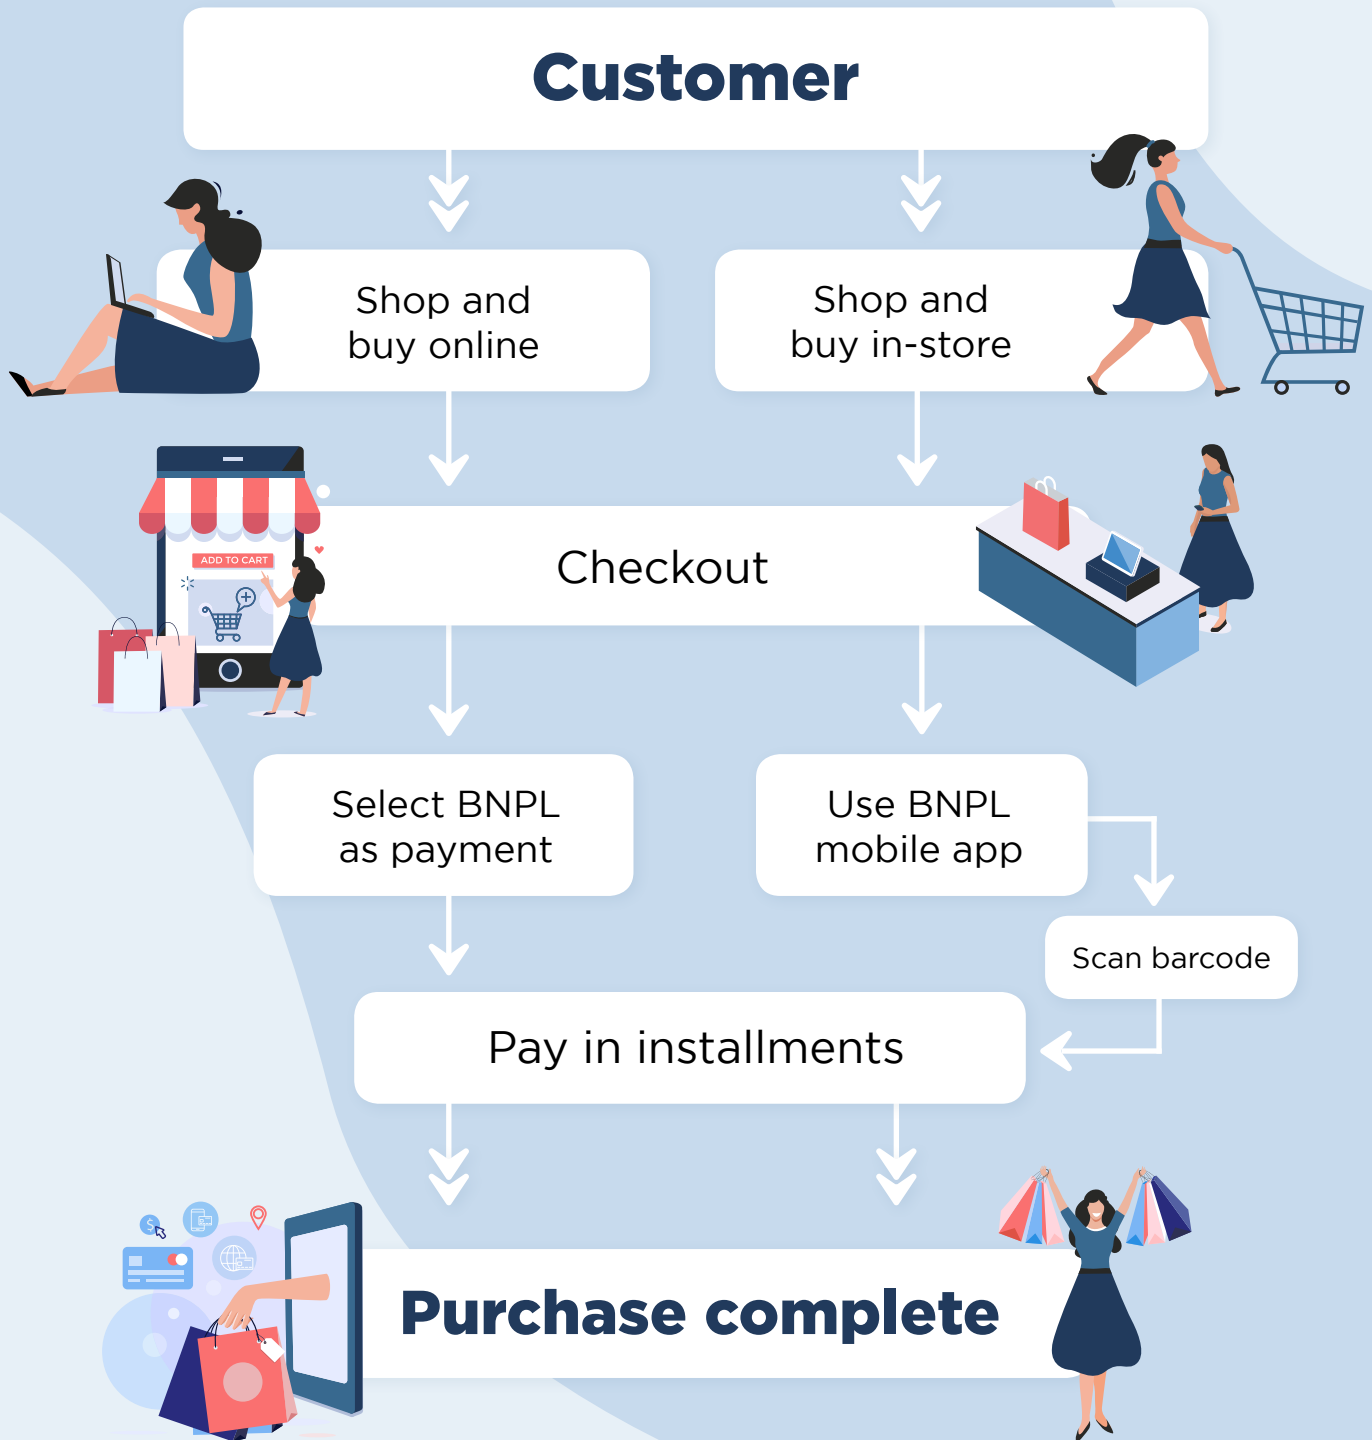 Customer
Shop and
buy online
Shop and
buy in-store
ADD TO CART
Checkout
Select BNPL
as payment
Use BNPL
mobile app
Scan barcode
Pay in installments
$
Purchase complete